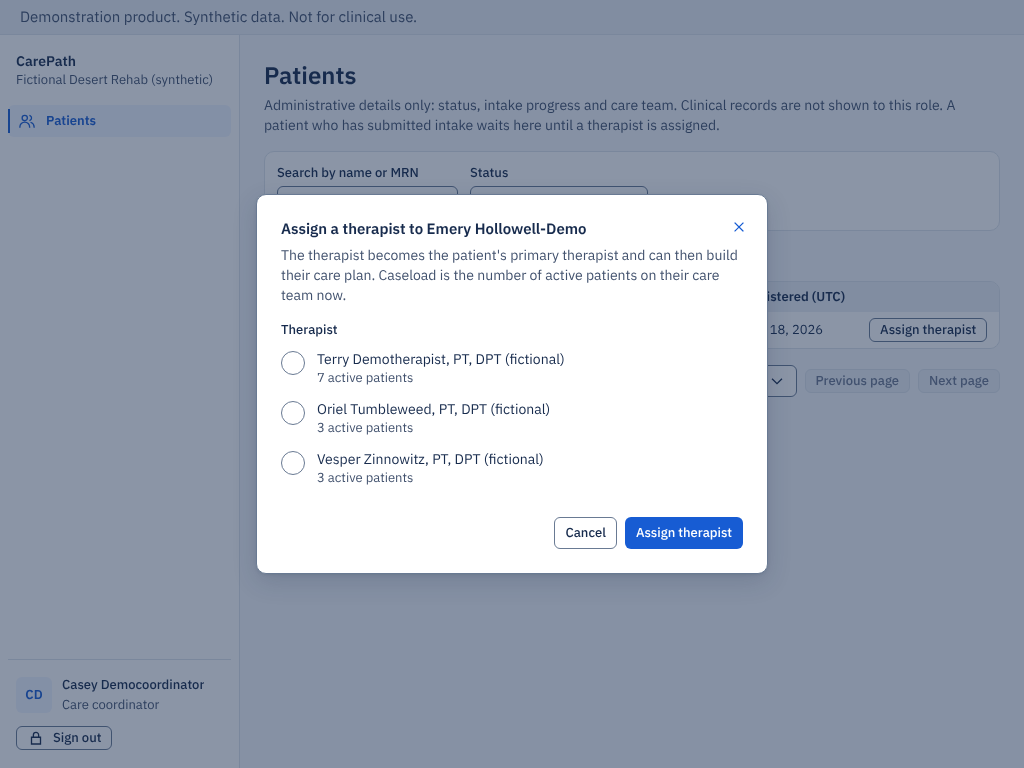 Demonstration product. Synthetic data. Not for clinical use.
CarePath
Fictional Desert Rehab (synthetic)
Patients
Patients
Administrative details only: status, intake progress and care team. Clinical records are not shown to this role. A
patient who has submitted intake waits here until a therapist is assigned.
Search by name or MRN
Status
Assign a therapist to Emery Hollowell-Demo
The therapist becomes the patient's primary therapist and can then build
their care plan. Caseload is the number of active patients on their care
team now.
Therapist
Terry Demotherapist, PT, DPT (fictional)
7 active patients
Oriel Tumbleweed, PT, DPT (fictional)
3 active patients
Vesper Zinnowitz, PT, DPT (fictional)
3 active patients
Cancel
Assign therapist
(UTC)
18, 2026
Assign therapist
Previous page
Next page
CD
Casey Democoordinator
Care coordinator
Sign out